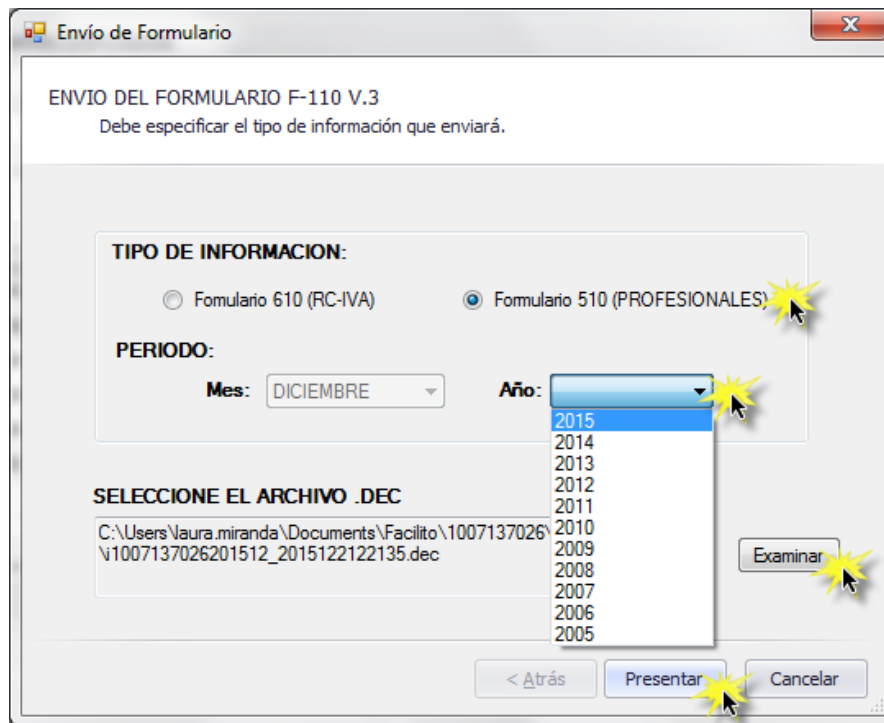 Envío de Formulario
ENVIO DEL FORMULARIO F-110 V.3
Debe especificar el tipo de información que enviará.
TIPO DE INFORMACION:
Fomulario 610 (RC-IVA)
Formulario 510 (PROFESIONALES)
PERIODO:
Mes: DICIEMBRE
Año:
2015
2014
2013
2012
2011
2010
2009
2008
2007
2006
2005
SELECCIONE EL ARCHIVO .DEC
C:\Users\laura.miranda\Documents\Facilito\1007137026\
\i1007137026201512_2015122122135.dec
Examinar
< Atrás
Presentar
Cancelar